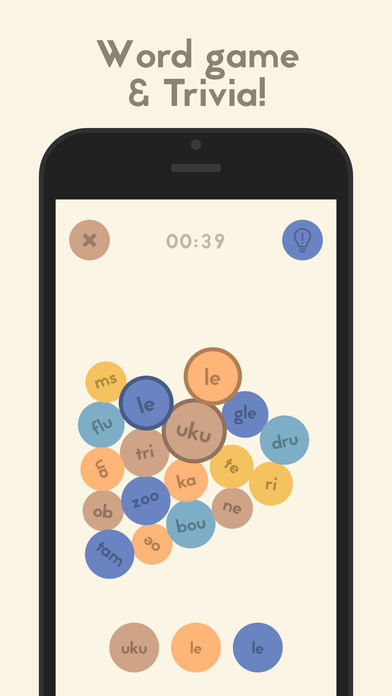 Word game
& Trivia!
00:39
le
ms
le
gle
uku
flu
dru
tri
te
an
ka
ri
zoo
ne
ob
bou
oe
tam
uku
le
le